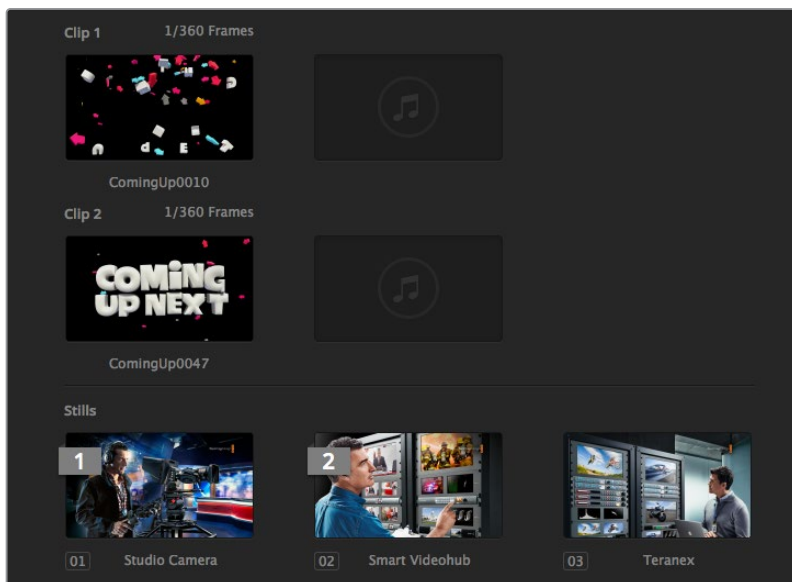 Clip 1 1/360 Frames
ComingUp0010
Clip 2 1/360 Frames
COMING
UP NEXT
ComingUp0047
Stills
1 2
01 Studio Camera 02 Smart Videohub 03 Teranex